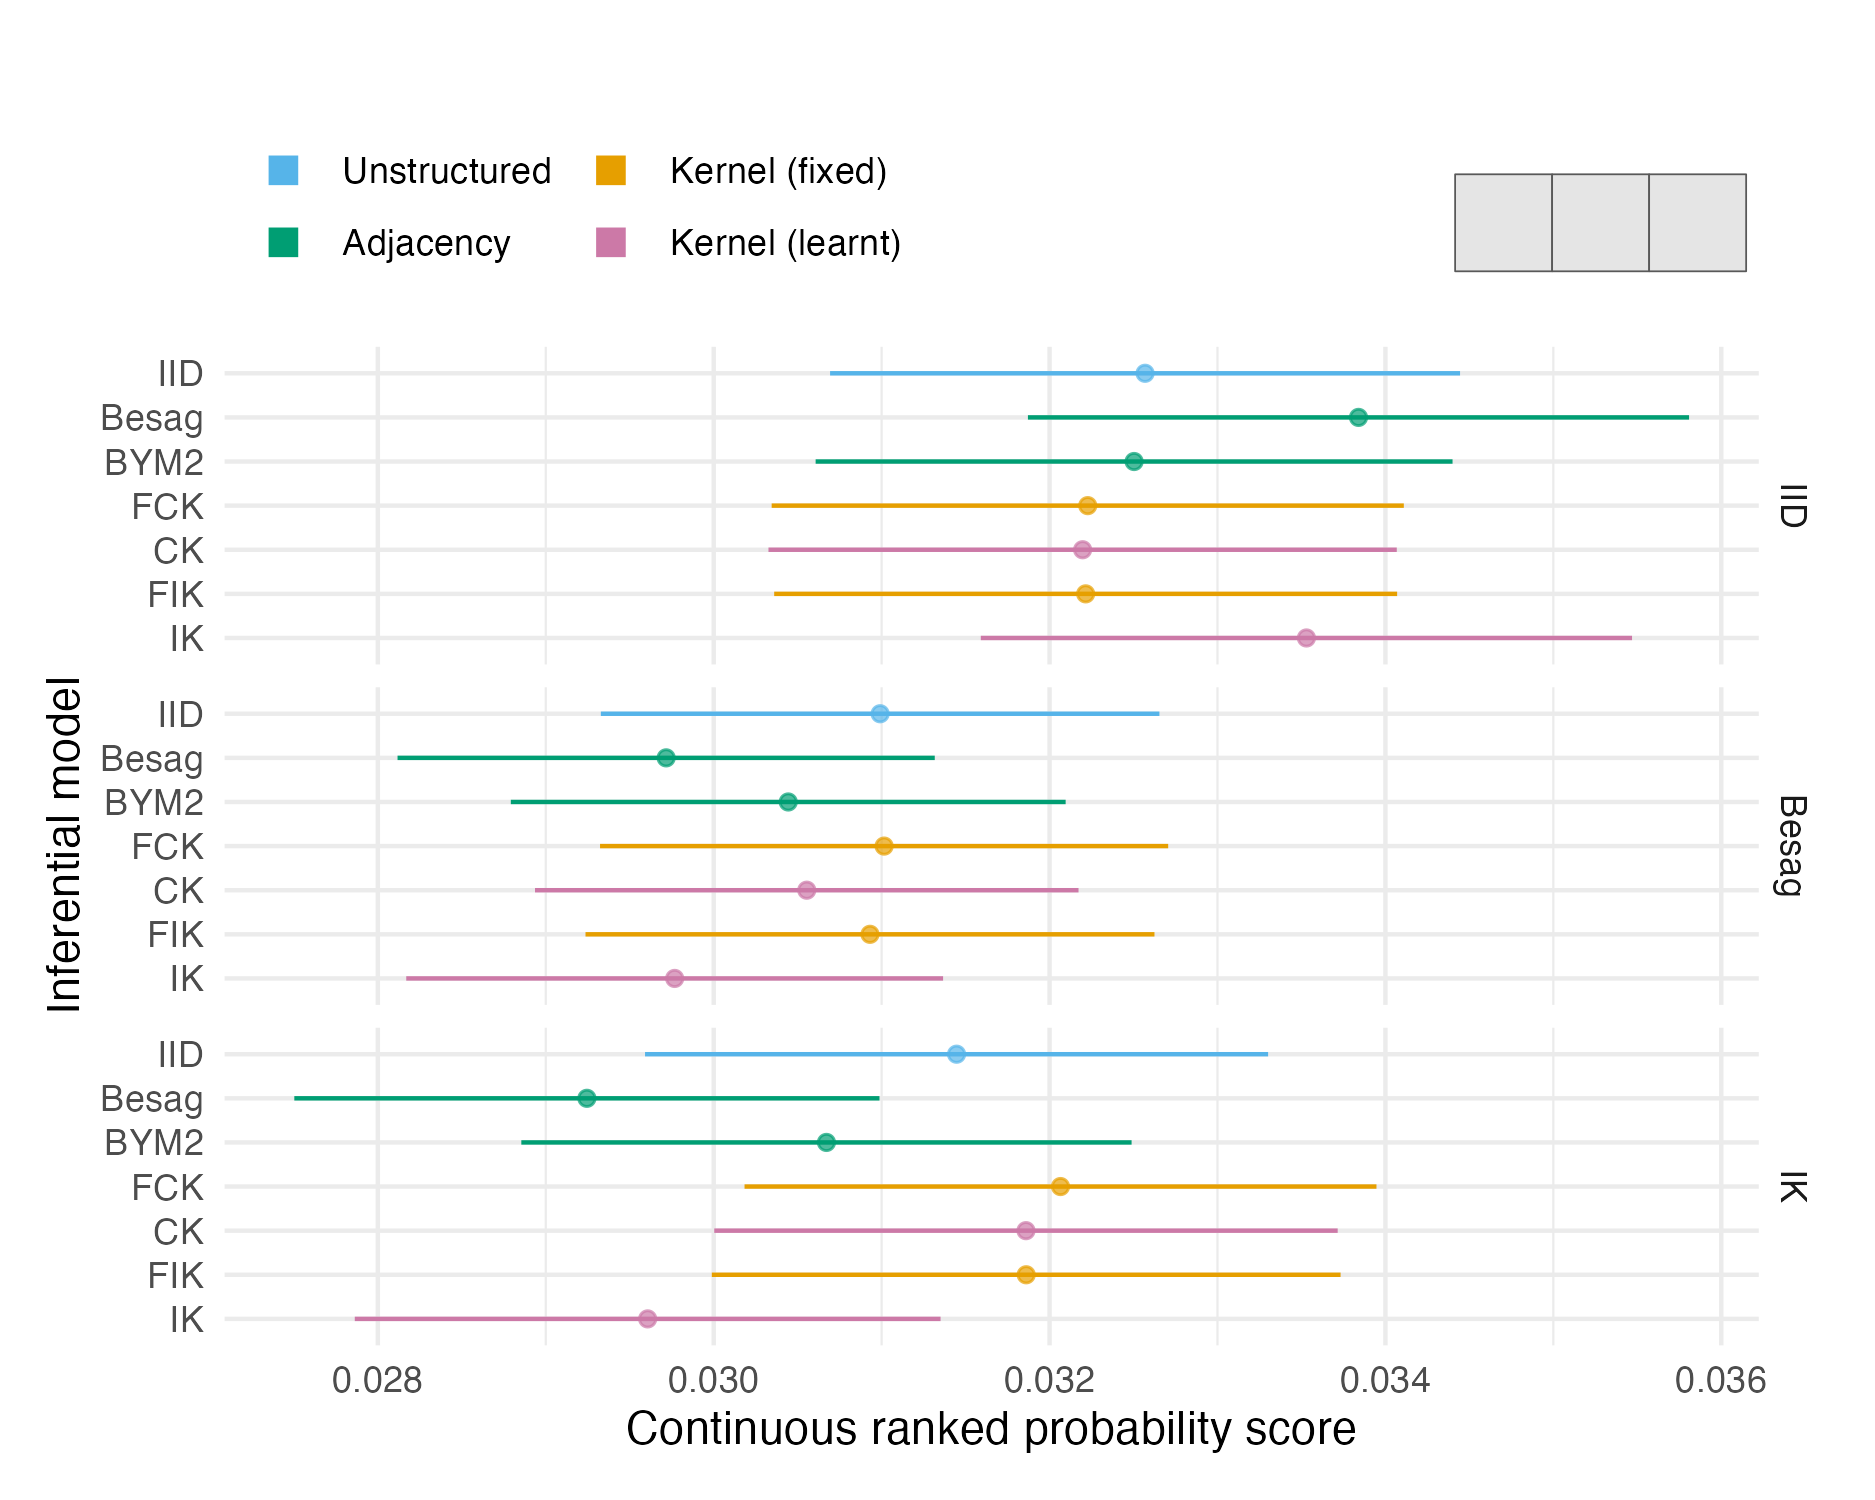 Unstructured
Kernel (fixed)
Adjacency
Kernel (learnt)
IID
Besag
BYM2
FCK
CK
FIK
IK
IID
IID
Besag
BYM2
FCK
CK
FIK
IK
Besag
IID
Besag
BYM2
FCK
CK
FIK
IK
IK
Inferential model
0.028
0.030
0.032
0.034
0.036
Continuous ranked probability score